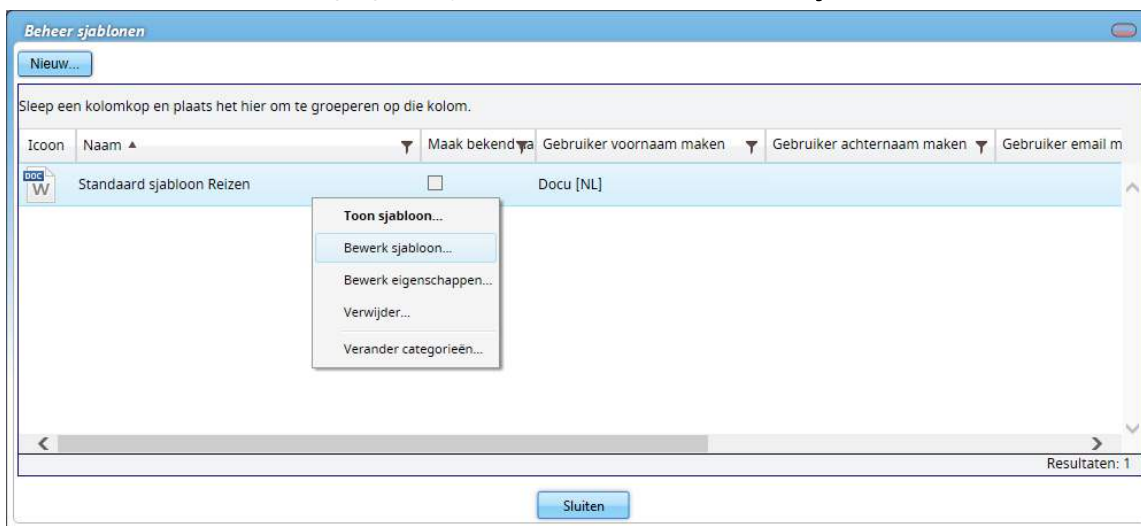 Beheer sjablonen
Nieuw...
Sleep een kolomkop en plaats het hier om te groeperen op die kolom.
Icoon Naam Maak bekend Gebruiker voornaam maken Gebruiker achternaam maken Gebruiker email m
DOC W Standaard sjabloon Reizen Docu [NL]
Toon sjabloon...
Bewerk sjabloon...
Bewerk eigenschappen...
Verwijder...
Verander categorieën...
Resultaten: 1
Sluiten